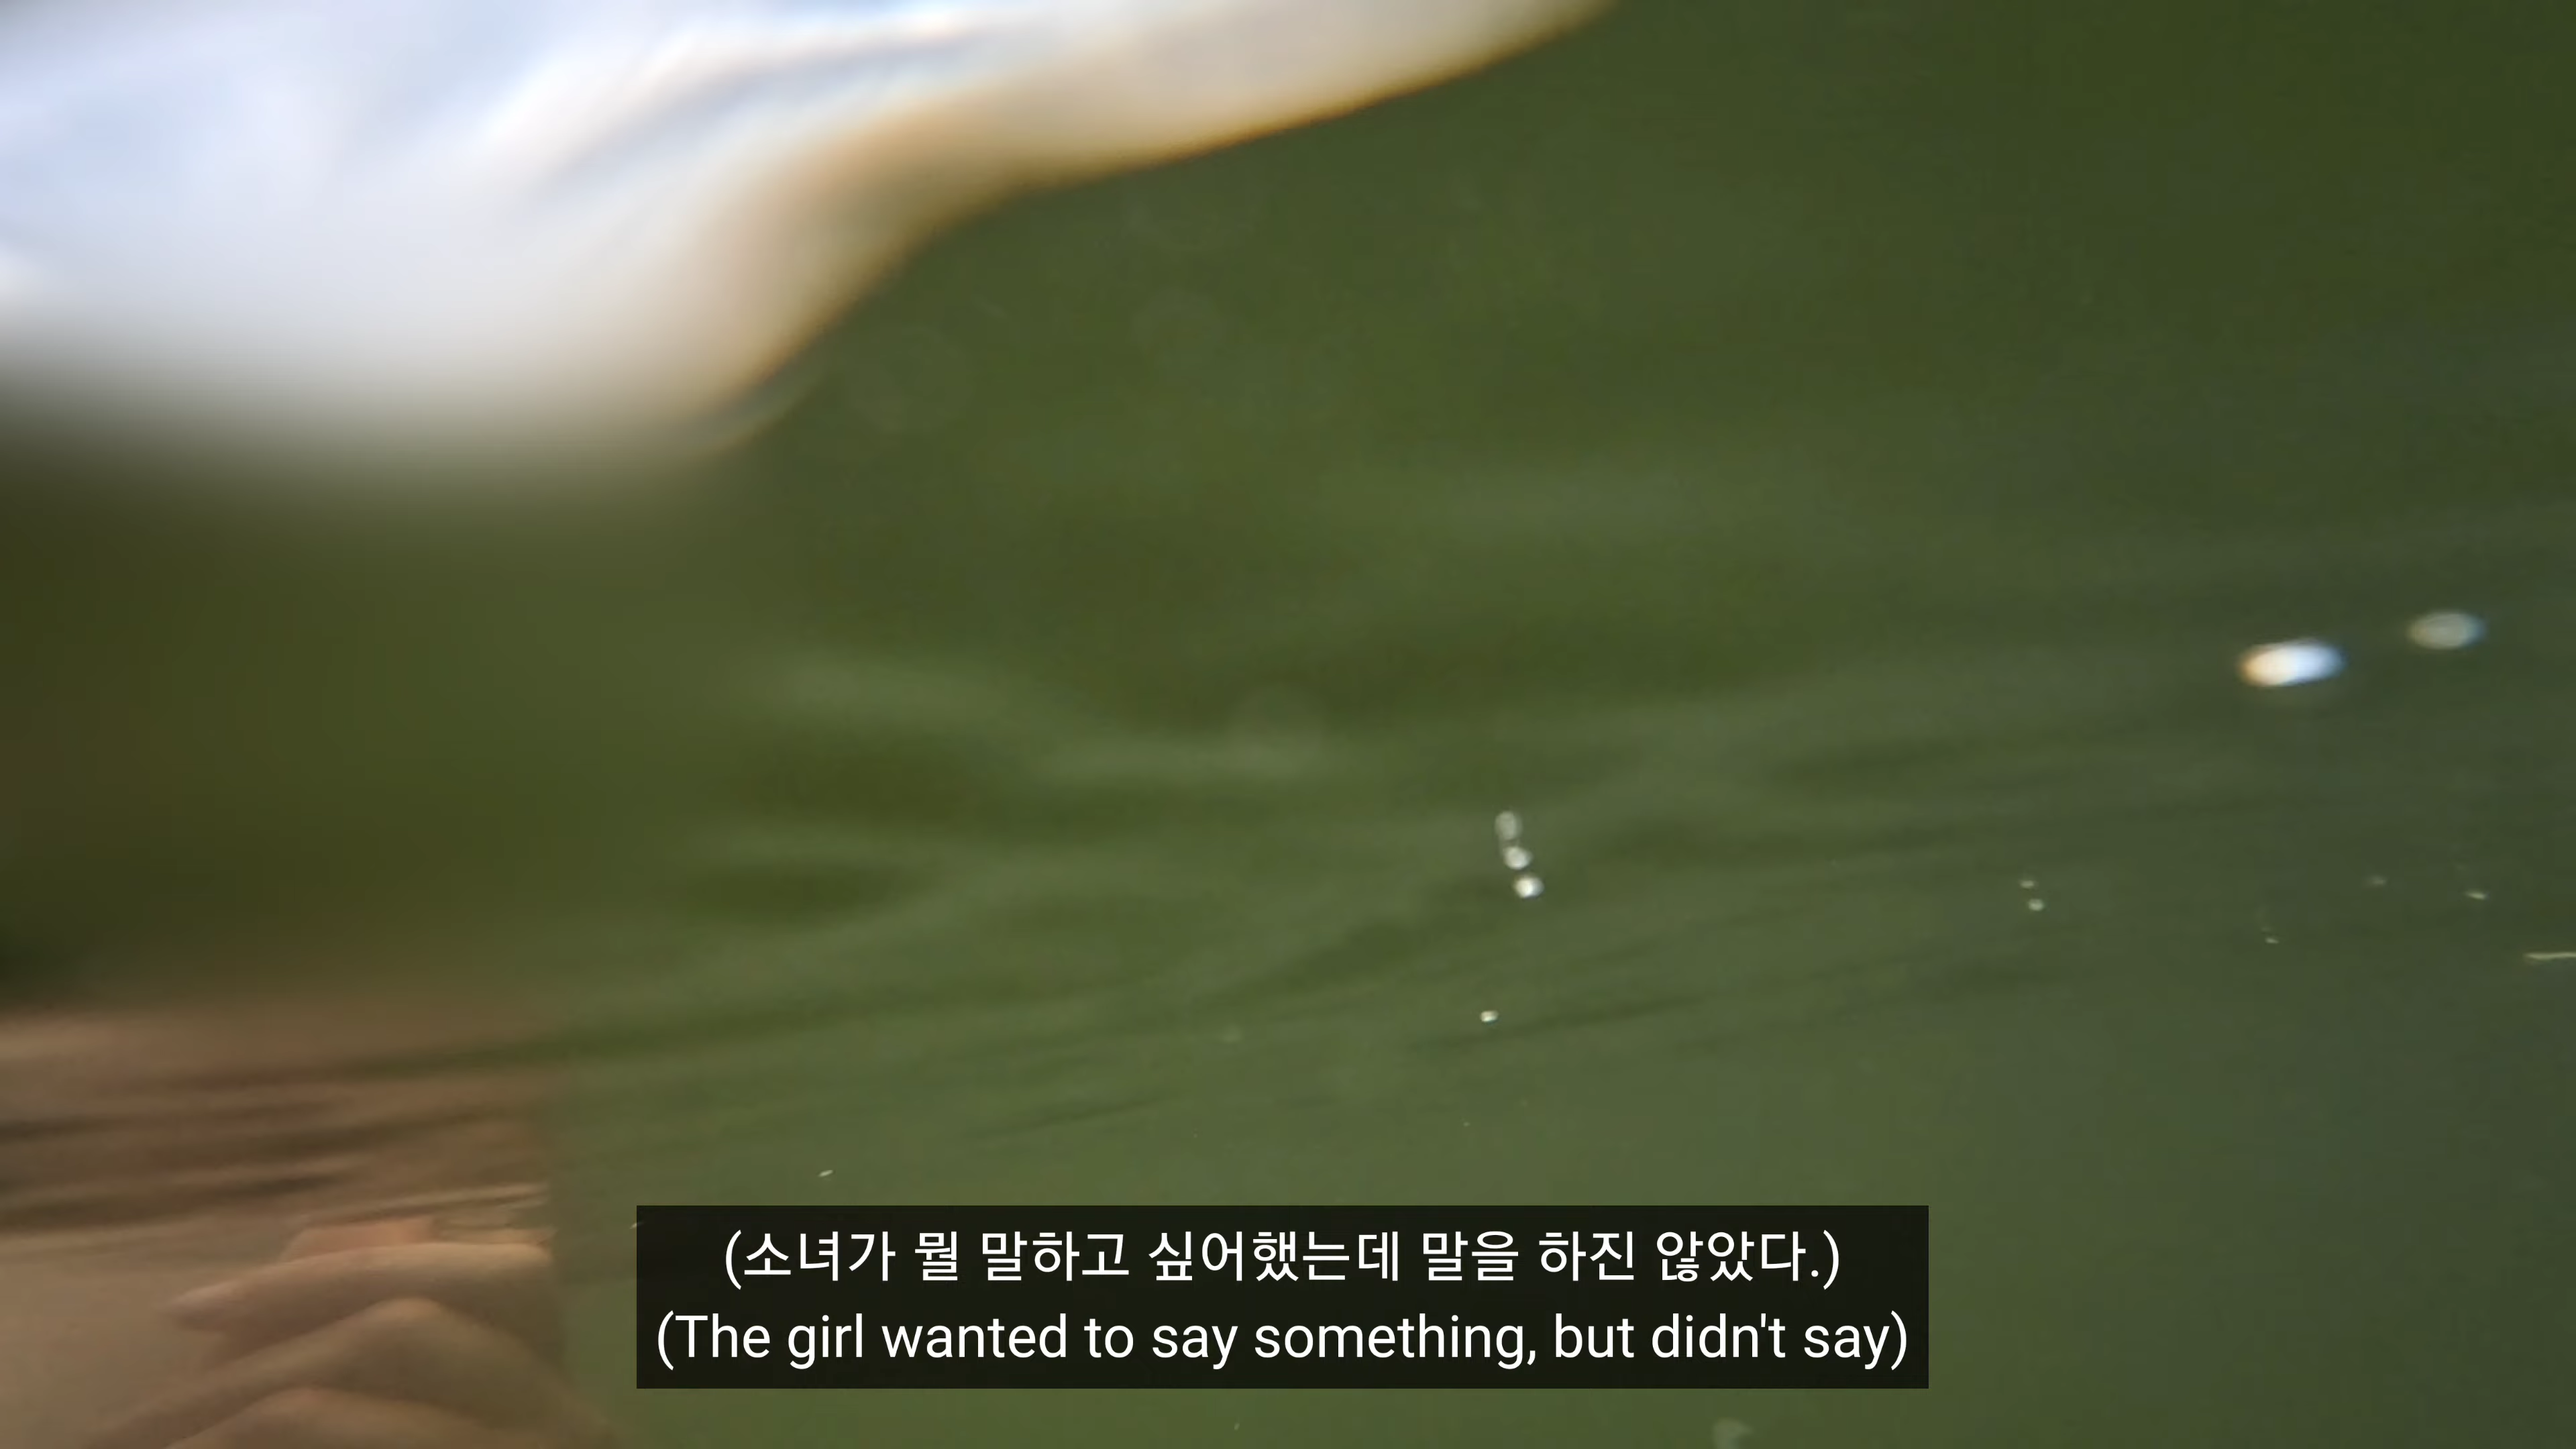 (소녀가 뭘 말하고 싶어했는데 말을 하진 않았다.)
(The girl wanted to say something, but didn't say)